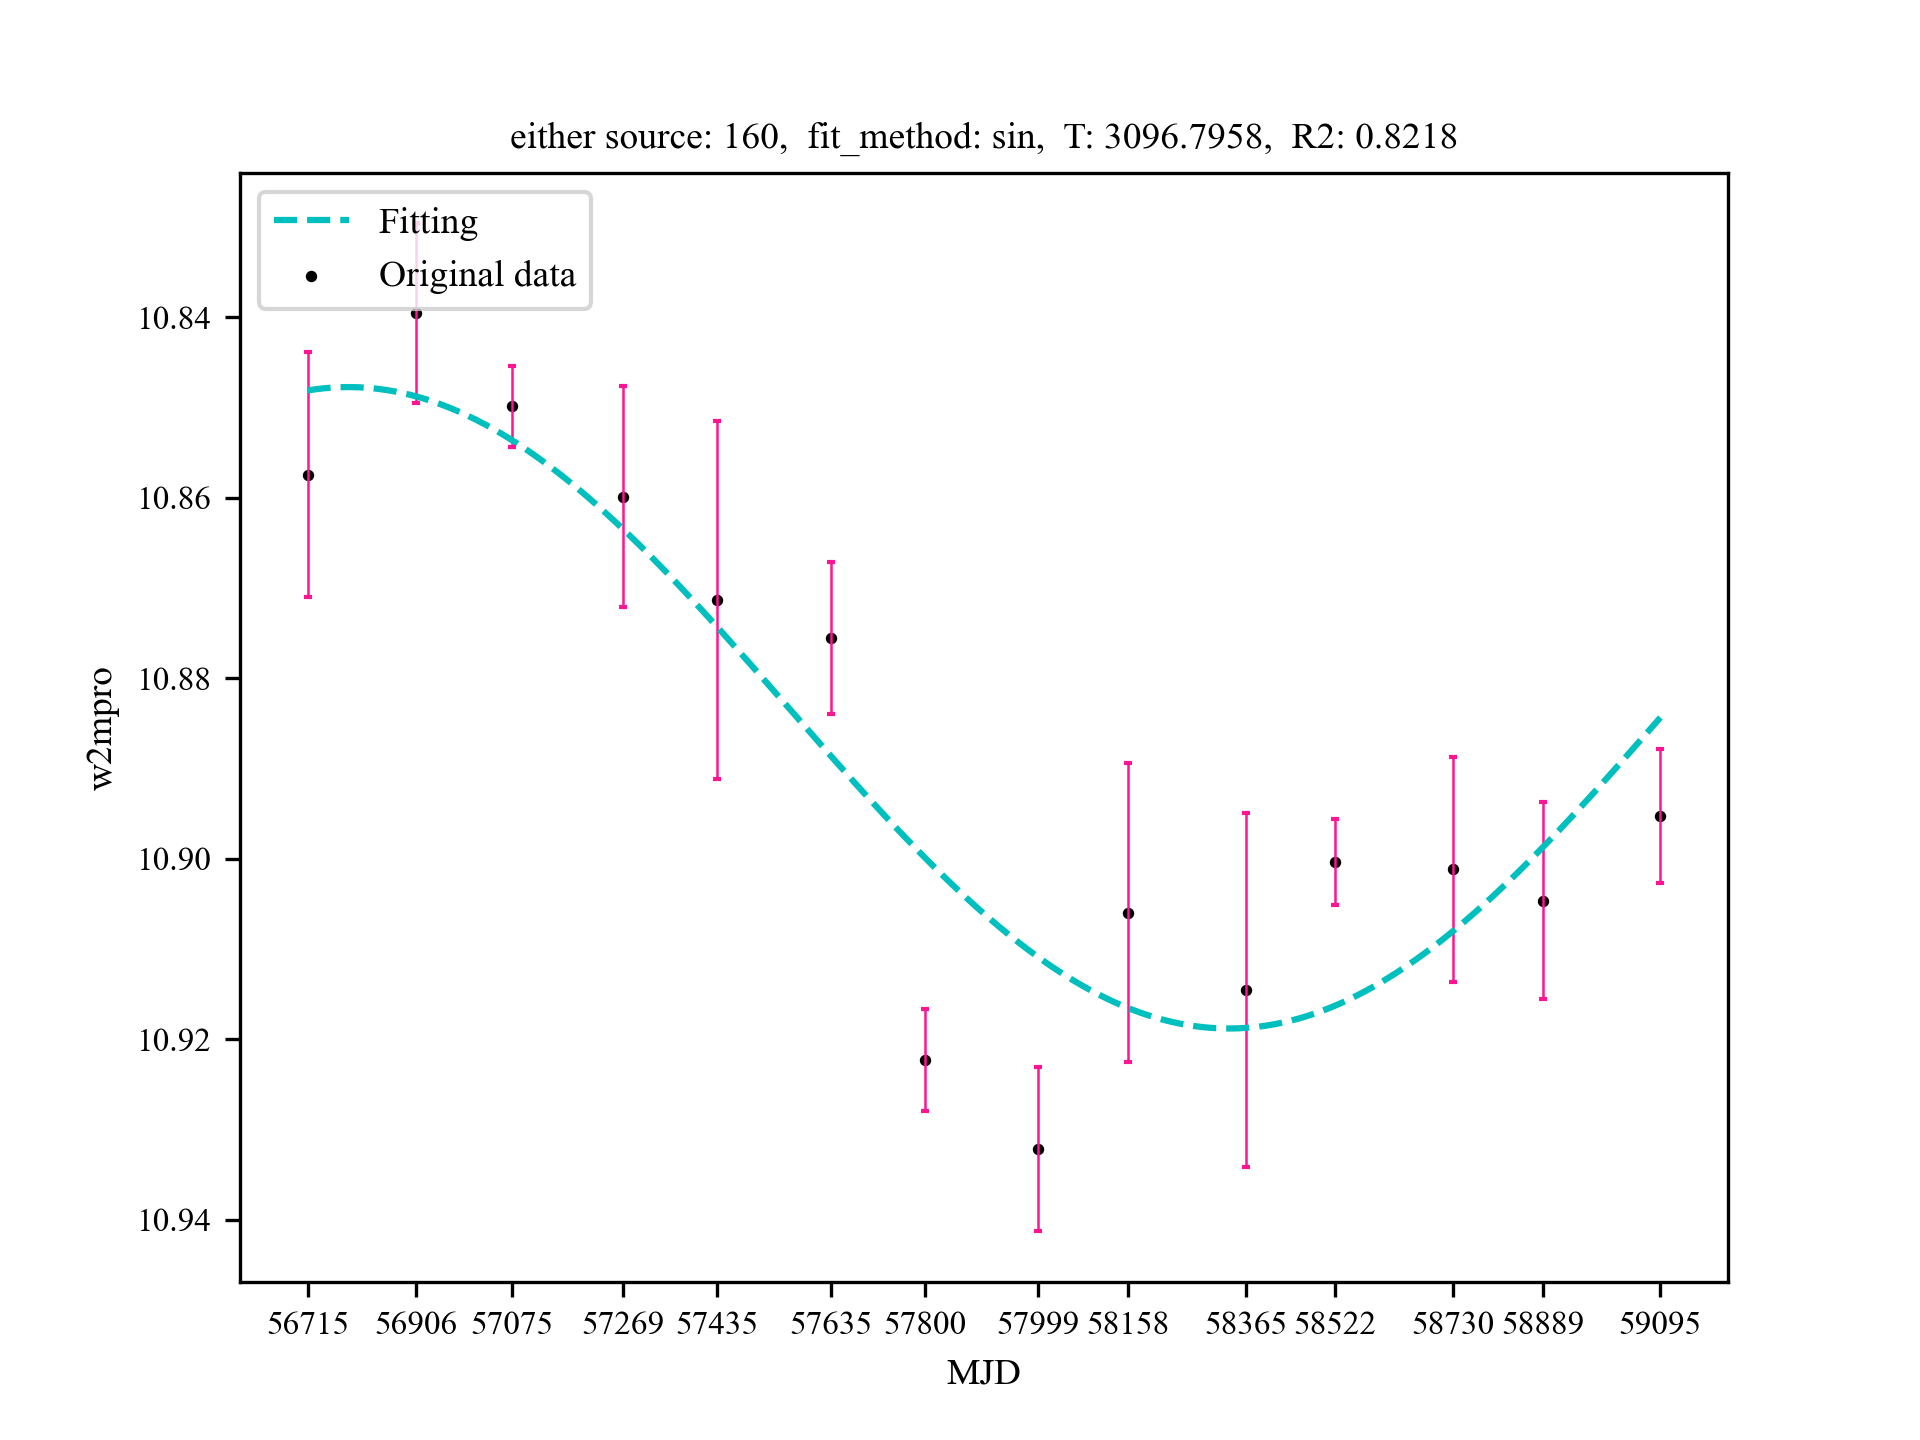 either source: 160,  fit_method: sin,  T: 3096.7958,  R2: 0.8218
Fitting
Original data
10.84
10.86
10.88
10.90
10.92
10.94
w2mpro
56715 56906 57075 57269 57435 57635 57800 57999 58158 58365 58522 58730 58889 59095
MJD